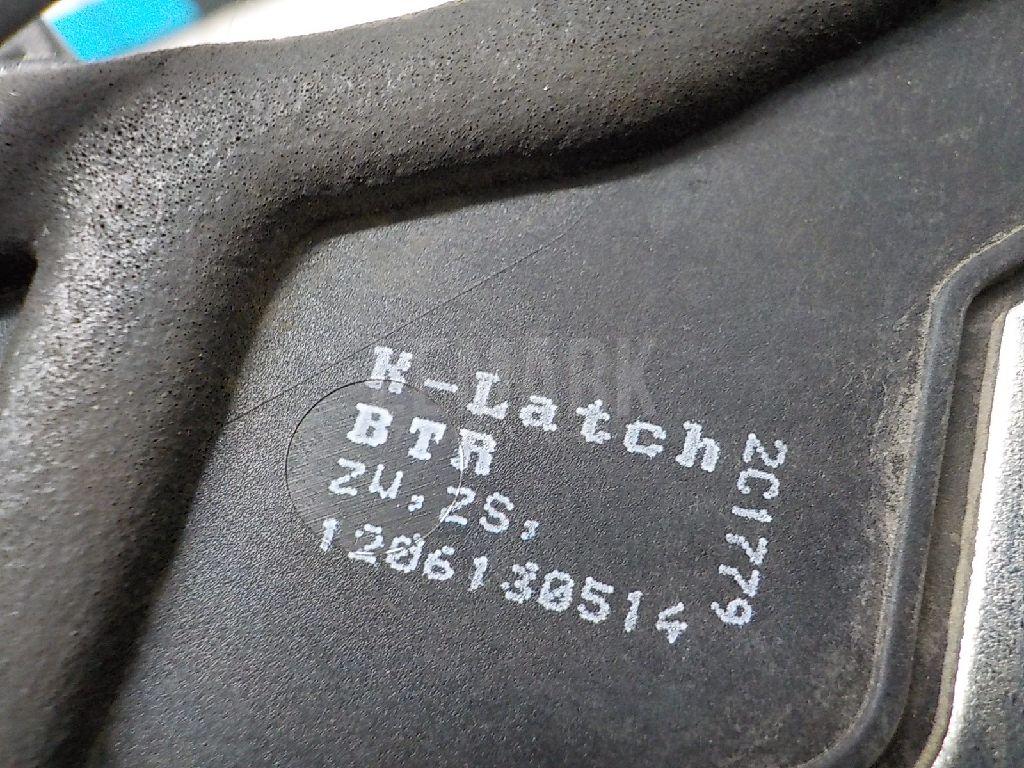 K-Latch
BTR
ZW;ZS;
1206130514
2C1779